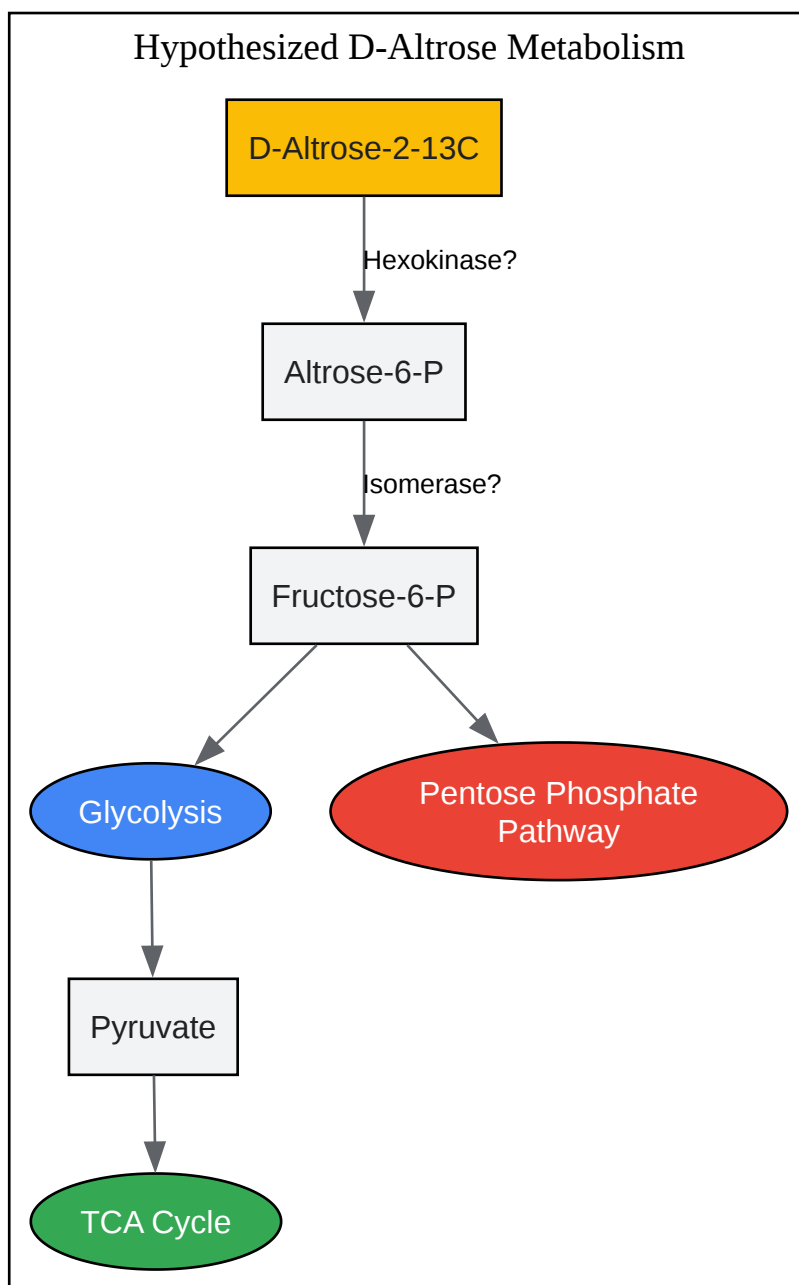 Hypothesized D-Altrose Metabolism
D-Altrose-2-13C
Hexokinase?
Altrose-6-P
Isomerase?
Fructose-6-P
Glycolysis
Pentose Phosphate
Pathway
Pyruvate
TCA Cycle